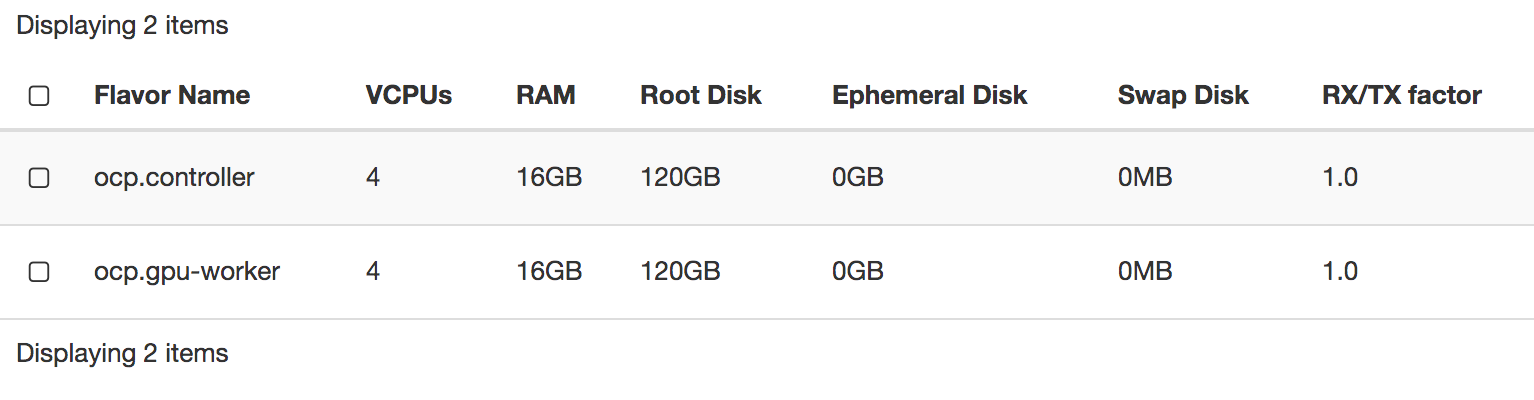 Displaying 2 items
Flavor Name VCPUs RAM Root Disk Ephemeral Disk Swap Disk RX/TX factor
ocp.controller 4 16GB 120GB 0GB 0MB 1.0
ocp.gpu-worker 4 16GB 120GB 0GB 0MB 1.0
Displaying 2 items